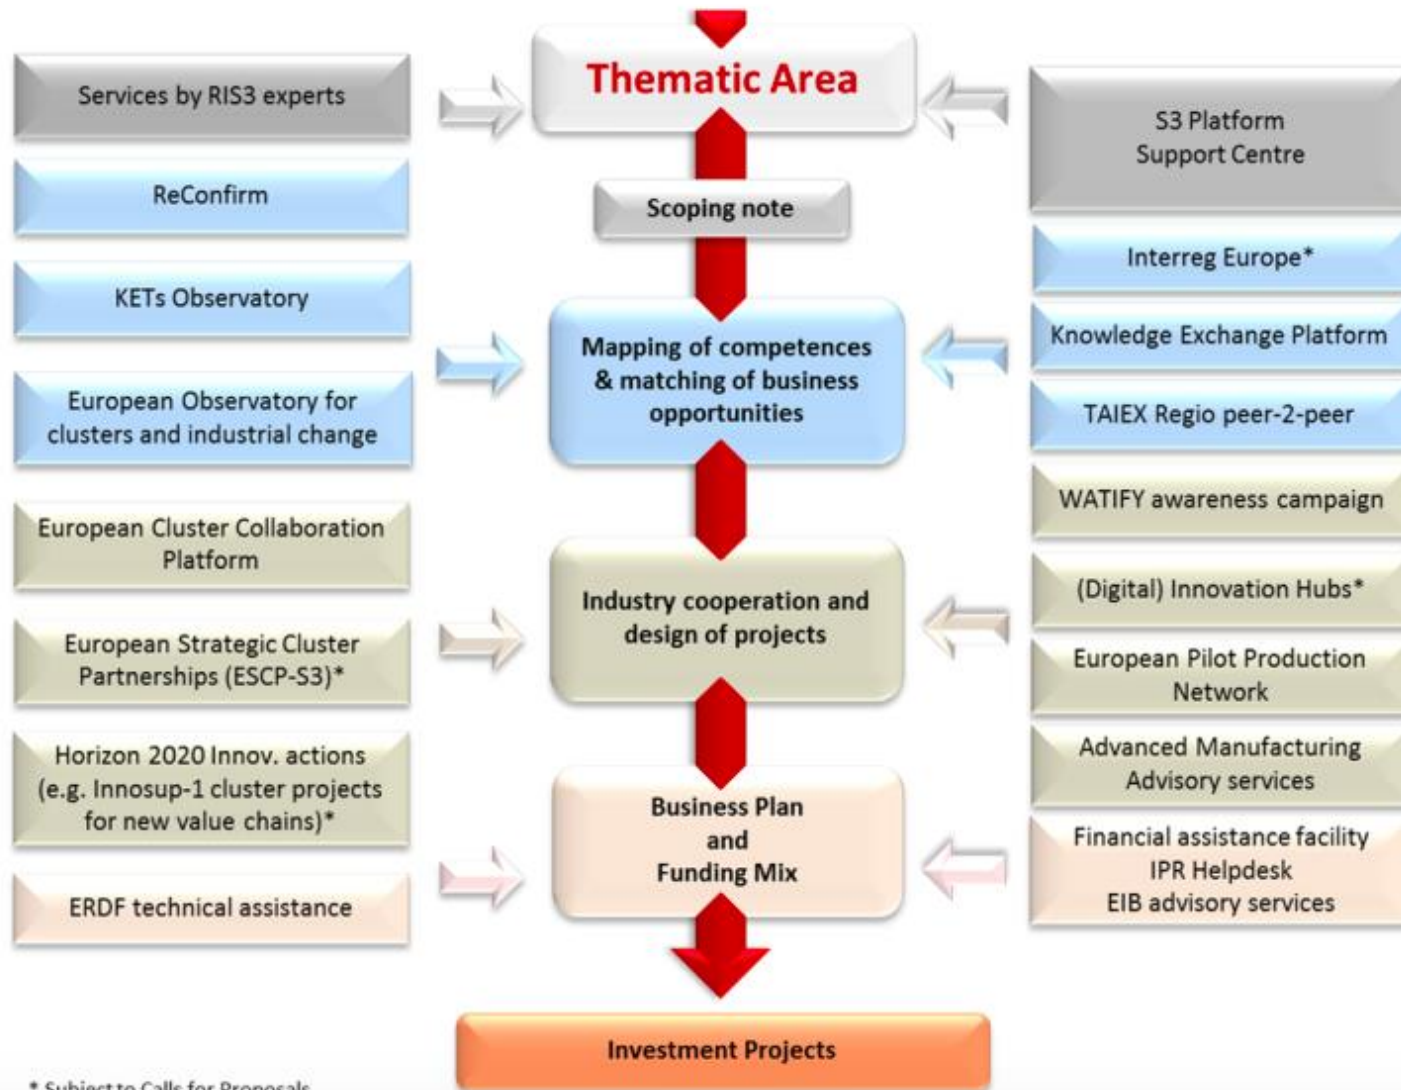 Thematic Area
Services by RIS3 experts
S3 Platform
Support Centre
ReConfirm
Scoping note
Interreg Europe*
KETs Observatory
Mapping of competences
& matching of business
opportunities
Knowledge Exchange Platform
European Observatory for
clusters and industrial change
TAIEX Regio peer-2-peer
European Cluster Collaboration
Platform
WATIFY awareness campaign
Industry cooperation and
design of projects
(Digital) Innovation Hubs*
European Strategic Cluster
Partnerships (ESCP-S3)*
European Pilot Production
Network
Horizon 2020 Innov. actions
(e.g. Innosup-1 cluster projects
for new value chains)*
Advanced Manufacturing
Advisory services
Business Plan
and
Funding Mix
ERDF technical assistance
Financial assistance facility
IPR Helpdesk
EIB advisory services
Investment Projects
* Subject to Calls for Proposals